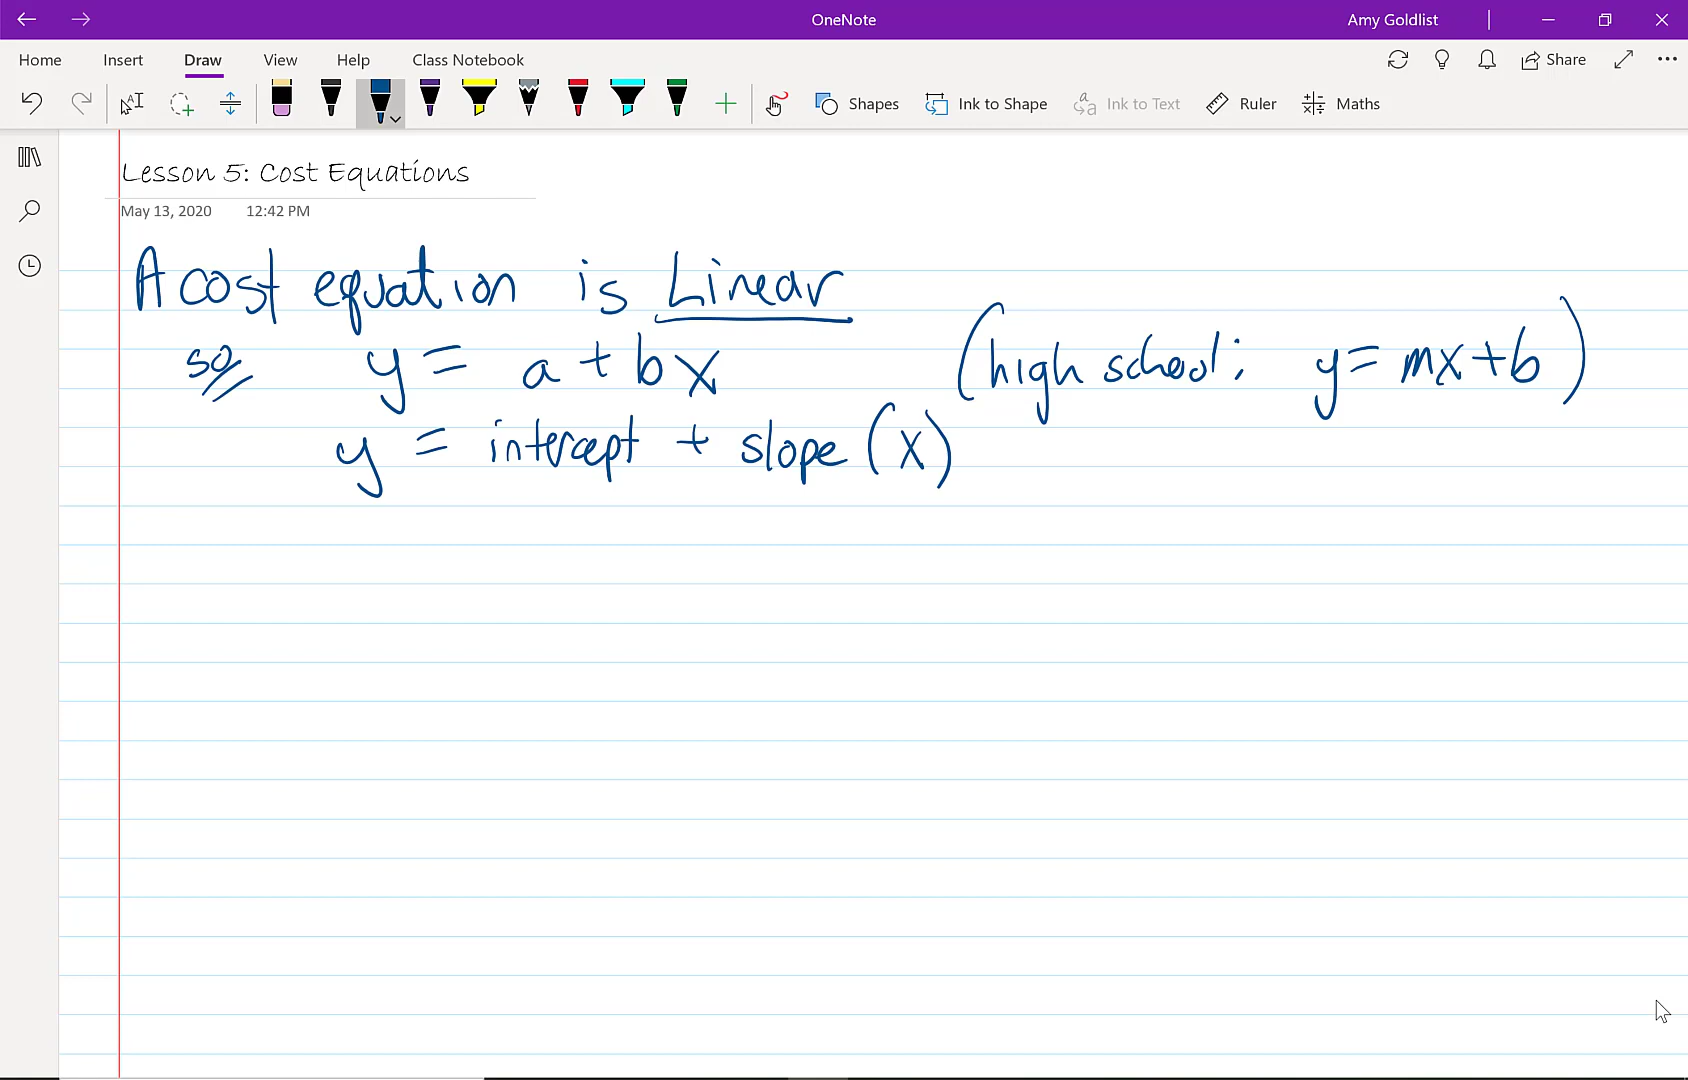 OneNote
Amy Goldlist
Home Insert Draw View Help Class Notebook
Share
Shapes Ink to Shape Ink to Text Ruler Maths
Lesson 5: Cost Equations
May 13, 2020 12:42 PM
A cost equation is Linear
so y = a + bx (high school: y = mx + b)
y = intercept + slope (x)